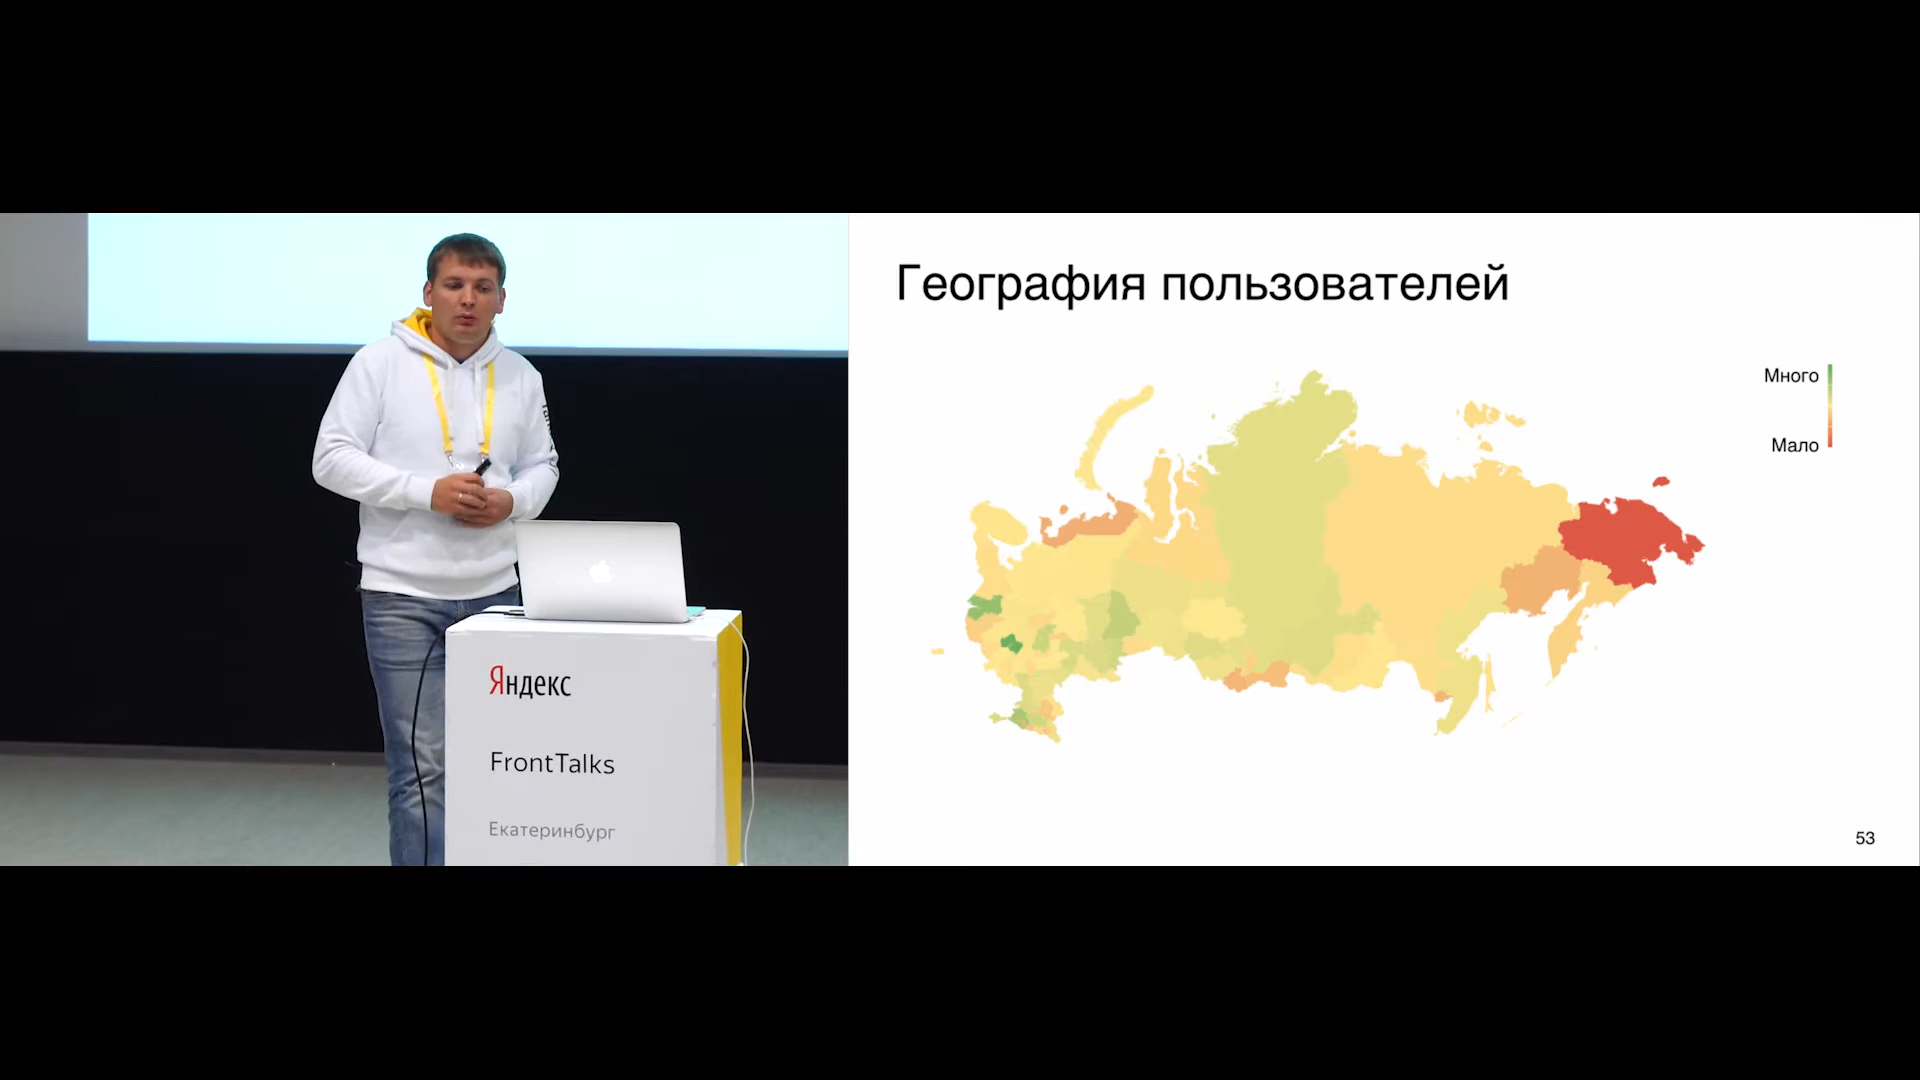 Яндекс
FrontTalks
Екатеринбург
География пользователей
Много
Мало
53